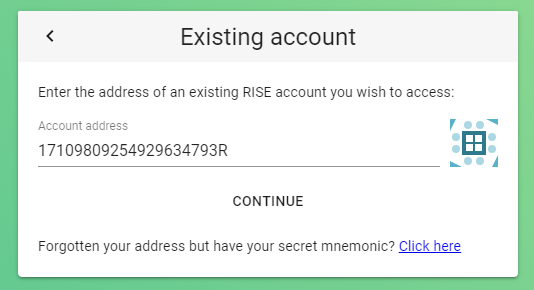 Existing account
Enter the address of an existing RISE account you wish to access:
Account address
17109809254929634793R
CONTINUE
Forgotten your address but have your secret mnemonic? Click here